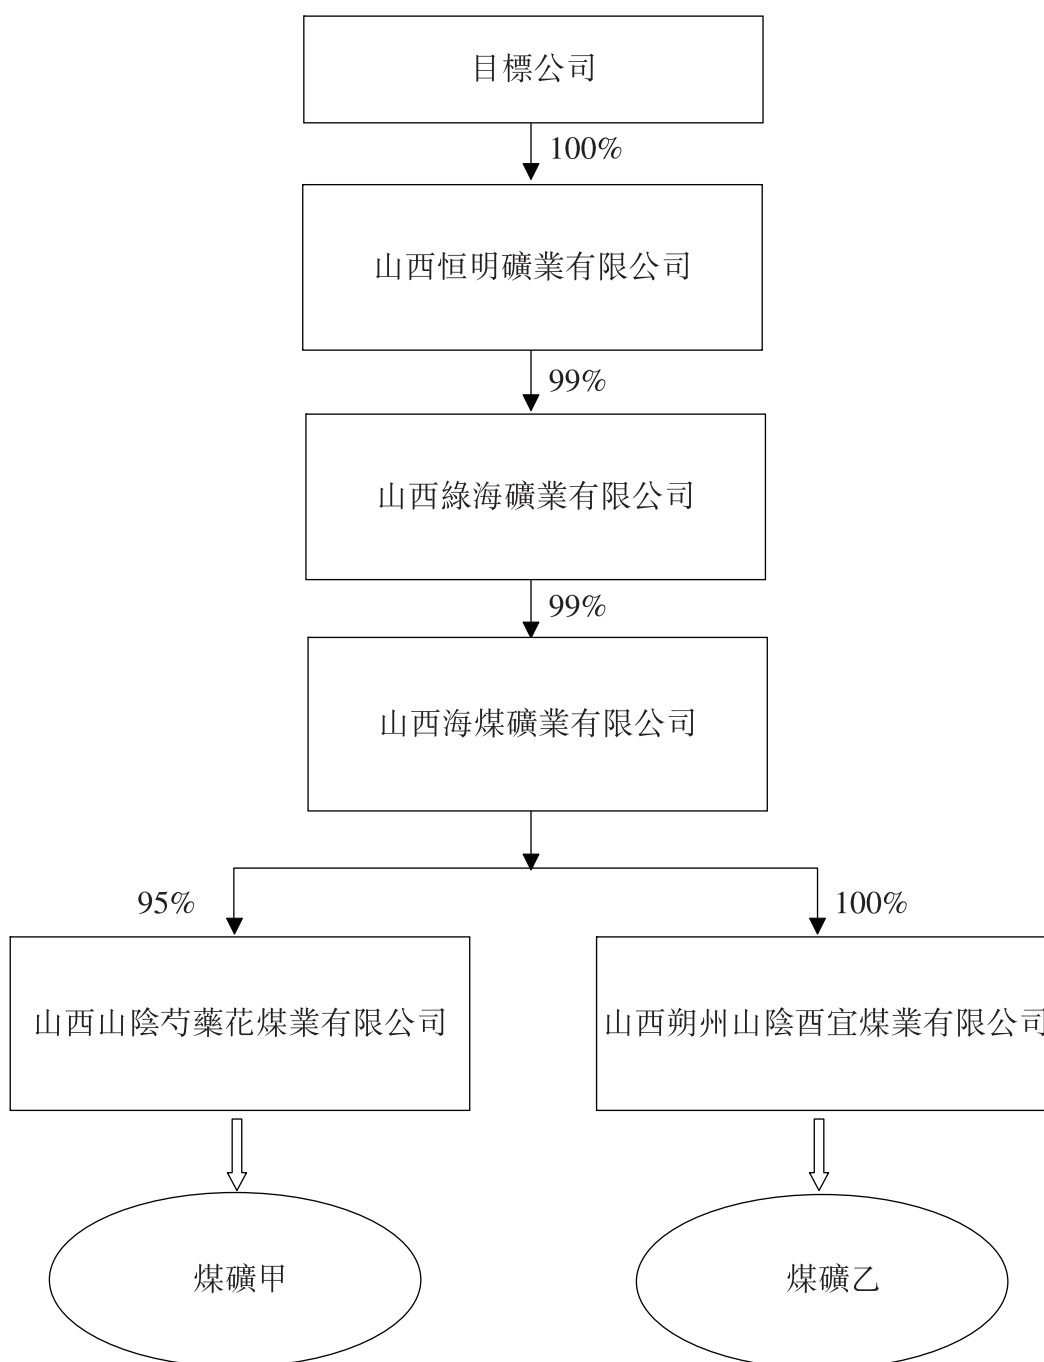 目標公司
100%
山西恒明礦業有限公司
99%
山西綠海礦業有限公司
99%
山西海煤礦業有限公司
95%
100%
山西山陰芍藥花煤業有限公司
山西朔州山陰酉宜煤業有限公司
煤礦甲
煤礦乙